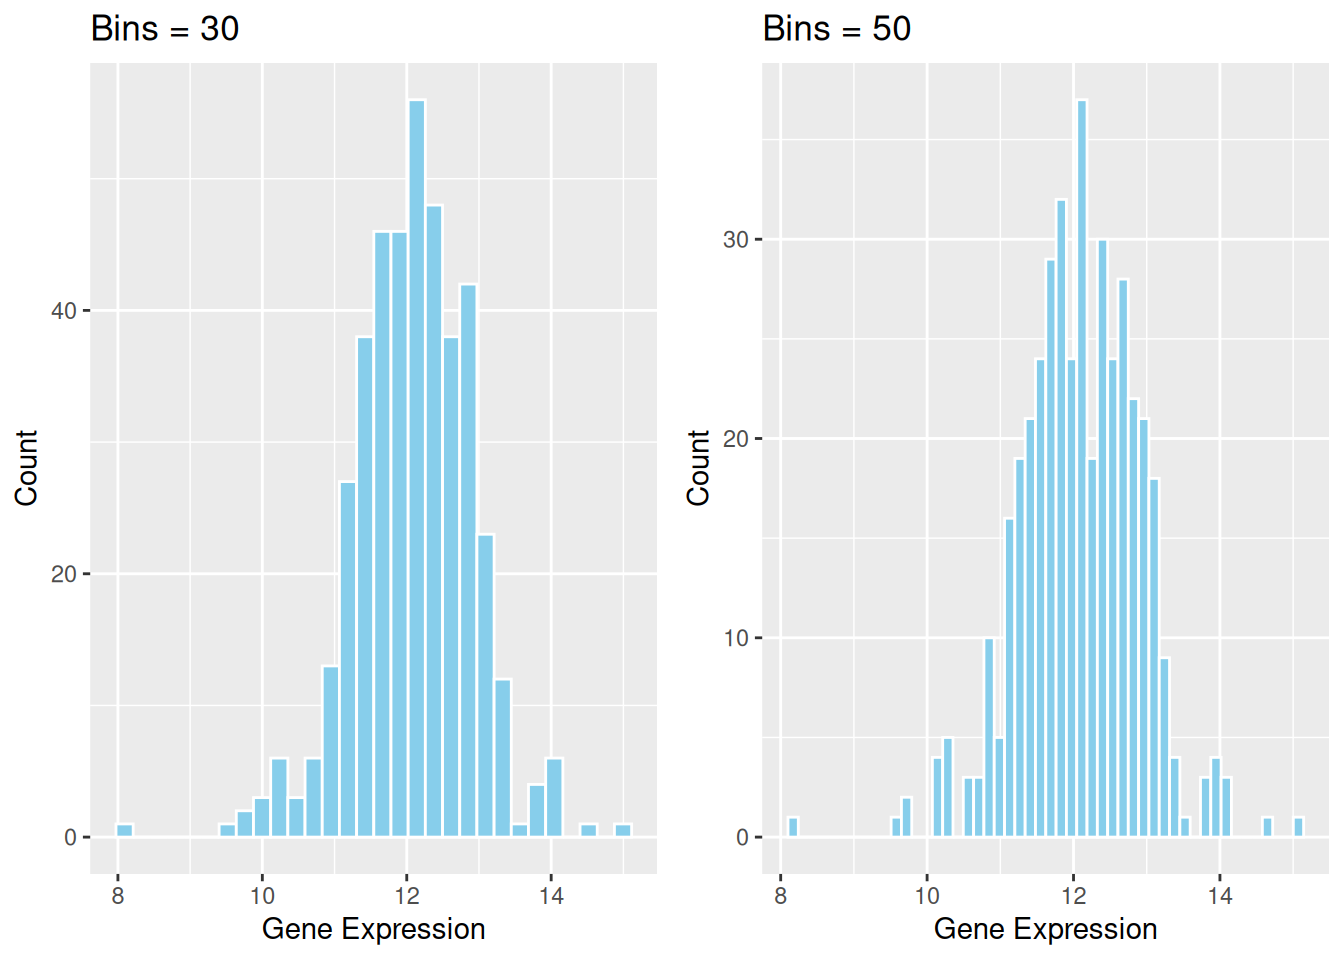 Bins = 30
Count
40
20
0
8 10 12 14
Gene Expression
Bins = 50
Count
30
20
10
0
8 10 12 14
Gene Expression